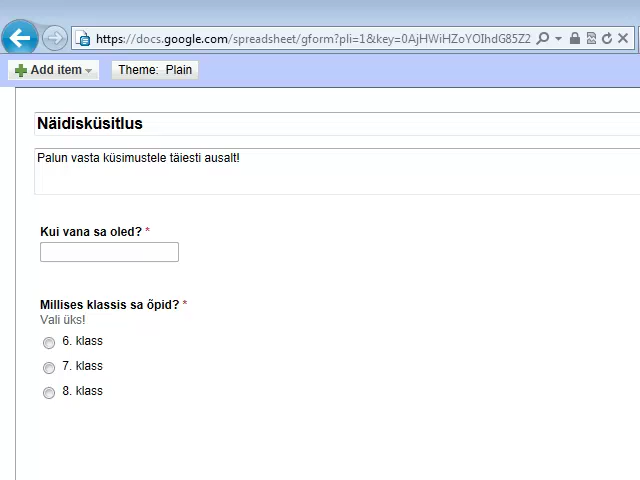 https://docs.google.com/spreadsheet/gform?pli=1&key=0AjHWiHZoYOIhdG85Z2
Add item
Theme: Plain
Näidisküsitlus
Palun vasta küsimustele täiesti ausalt!
Kui vana sa oled? *
Millises klassis sa õpid? *
Vali üks!
6. klass
7. klass
8. klass